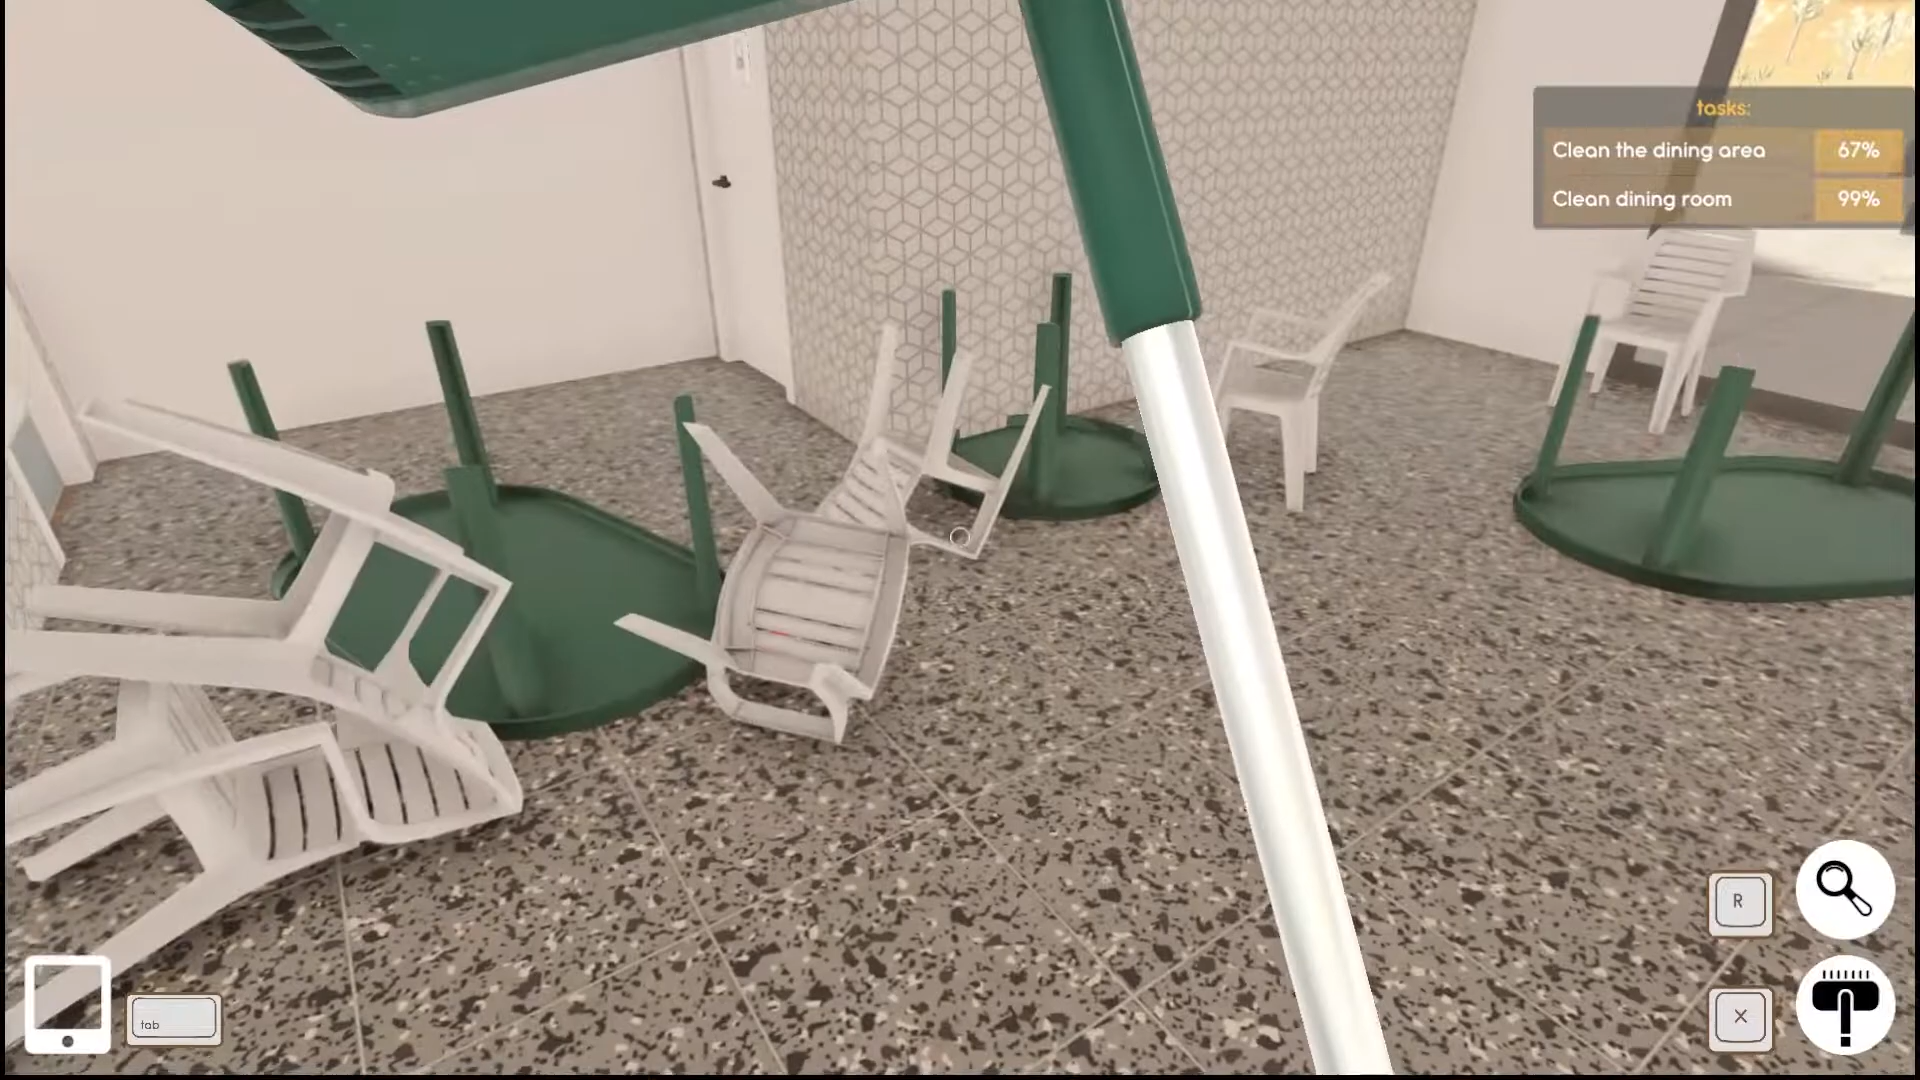 tasks:
Clean the dining area 67%
Clean dining room 99%
R
X
tab